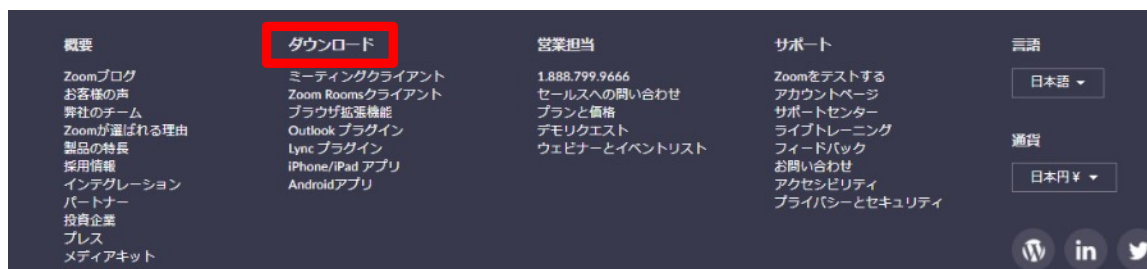 概要
Zoomブログ
お客様の声
弊社のチーム
Zoomが選ばれる理由
製品の特長
採用情報
インテグレーション
パートナー
投資企業
プレス
メディアキット
ダウンロード
ミーティングクライアント
Zoom Roomsクライアント
ブラウザ拡張機能
Outlook プラグイン
Lync プラグイン
iPhone/iPad アプリ
Androidアプリ
営業担当
1.888.799.9666
セールスへの問い合わせ
プランと価格
デモリクエスト
ウェビナーとイベントリスト
サポート
Zoomをテストする
アカウントページ
サポートセンター
ライブトレーニング
フィードバック
お問い合わせ
アクセシビリティ
プライバシーとセキュリティ
言語
日本語
通貨
日本円¥
in